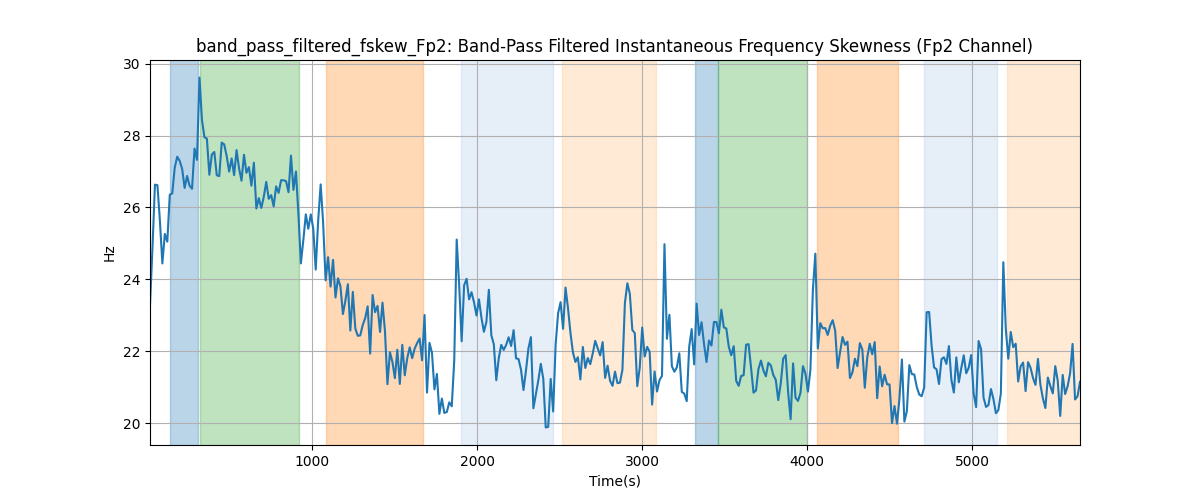 band_pass_filtered_fskew_Fp2: Band-Pass Filtered Instantaneous Frequency Skewness (Fp2 Channel)
30
28
26
24
22
20
Hz
1000 2000 3000 4000 5000
Time(s)